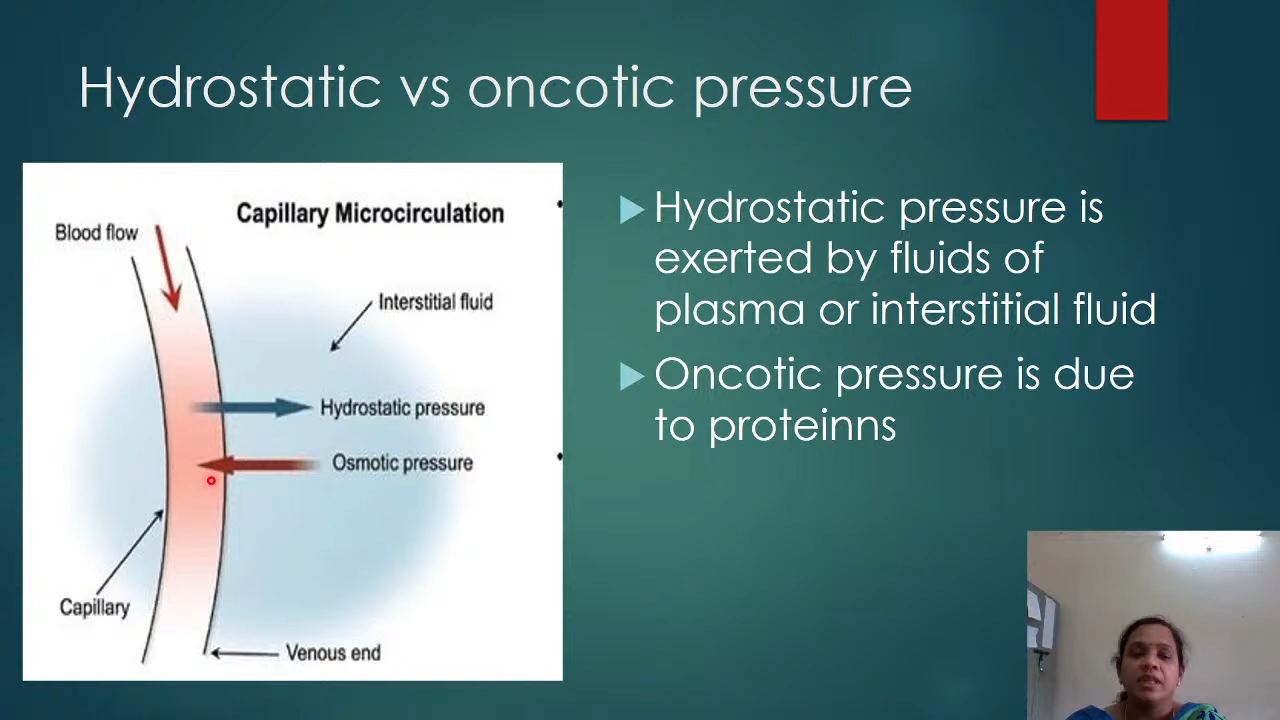 Hydrostatic vs oncotic pressure
Capillary Microcirculation
Blood flow
Interstitial fluid
Hydrostatic pressure
Osmotic pressure
Capillary
Venous end
Hydrostatic pressure is
exerted by fluids of
plasma or interstitial fluid
Oncotic pressure is due
to proteinns